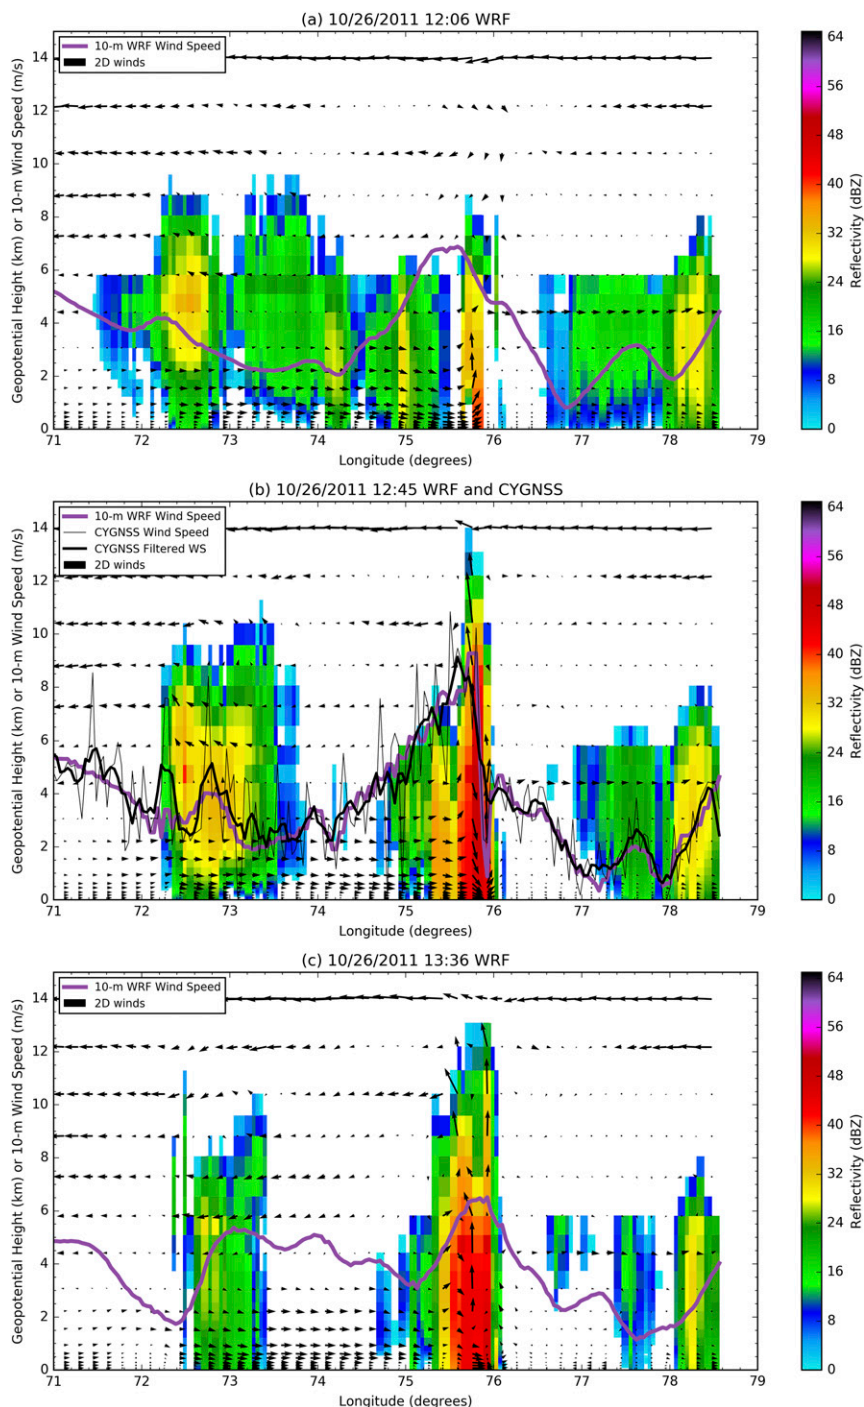 (a) 10/26/2011 12:06 WRF
10-m WRF Wind Speed
2D winds
Geopotential Height (km) or 10-m Wind Speed (m/s)
14
12
10
8
6
4
2
0
71 72 73 74 75 76 77 78 79
Longitude (degrees)
64
56
48
40
32
24
16
8
0
Reflectivity (dBZ)
(b) 10/26/2011 12:45 WRF and CYGNSS
10-m WRF Wind Speed
CYGNSS Wind Speed
CYGNSS Filtered WS
2D winds
Geopotential Height (km) or 10-m Wind Speed (m/s)
14
12
10
8
6
4
2
0
71 72 73 74 75 76 77 78 79
Longitude (degrees)
64
56
48
40
32
24
16
8
0
Reflectivity (dBZ)
(c) 10/26/2011 13:36 WRF
10-m WRF Wind Speed
2D winds
Geopotential Height (km) or 10-m Wind Speed (m/s)
14
12
10
8
6
4
2
0
71 72 73 74 75 76 77 78 79
Longitude (degrees)
64
56
48
40
32
24
16
8
0
Reflectivity (dBZ)